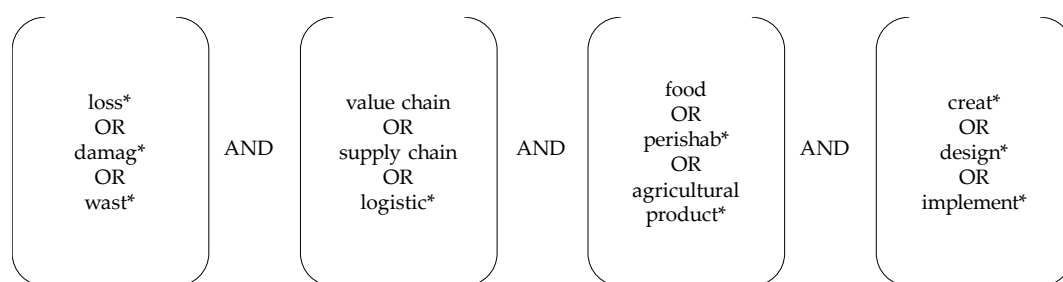 loss*
OR
damag*
OR
wast*
AND
value chain
OR
supply chain
OR
logistic*
AND
food
OR
perishab*
OR
agricultural
product*
AND
creat*
OR
design*
OR
implement*